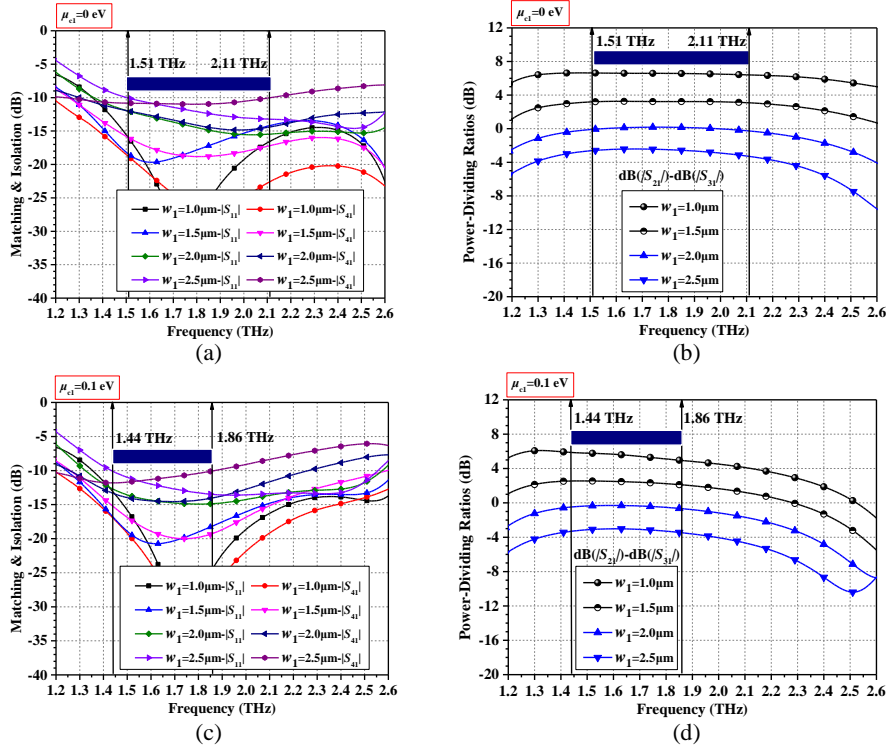 μc1=0 eV
Matching & Isolation (dB)
0
-5
-10
-15
-20
-25
-30
-35
-40
1.51 THz 2.11 THz
w1=1.0μm-|S11| w1=1.0μm-|S41|
w1=1.5μm-|S11| w1=1.5μm-|S41|
w1=2.0μm-|S11| w1=2.0μm-|S41|
w1=2.5μm-|S11| w1=2.5μm-|S41|
1.2 1.3 1.4 1.5 1.6 1.7 1.8 1.9 2.0 2.1 2.2 2.3 2.4 2.5 2.6
Frequency (THz)
(a)
μc1=0 eV
Power-Dividing Ratios (dB)
12
8
4
0
-4
-8
-12
-16
-20
1.51 THz 2.11 THz
dB(|S21|)-dB(|S31|)
w1=1.0μm
w1=1.5μm
w1=2.0μm
w1=2.5μm
1.2 1.3 1.4 1.5 1.6 1.7 1.8 1.9 2.0 2.1 2.2 2.3 2.4 2.5 2.6
Frequency (THz)
(b)
μc1=0.1 eV
Matching & Isolation (dB)
0
-5
-10
-15
-20
-25
-30
-35
-40
1.44 THz 1.86 THz
w1=1.0μm-|S11| w1=1.0μm-|S41|
w1=1.5μm-|S11| w1=1.5μm-|S41|
w1=2.0μm-|S11| w1=2.0μm-|S41|
w1=2.5μm-|S11| w1=2.5μm-|S41|
1.2 1.3 1.4 1.5 1.6 1.7 1.8 1.9 2.0 2.1 2.2 2.3 2.4 2.5 2.6
Frequency (THz)
(c)
μc1=0.1 eV
Power-Dividing Ratios (dB)
12
8
4
0
-4
-8
-12
-16
-20
1.44 THz 1.86 THz
dB(|S21|)-dB(|S31|)
w1=1.0μm
w1=1.5μm
w1=2.0μm
w1=2.5μm
1.2 1.3 1.4 1.5 1.6 1.7 1.8 1.9 2.0 2.1 2.2 2.3 2.4 2.5 2.6
Frequency (THz)
(d)